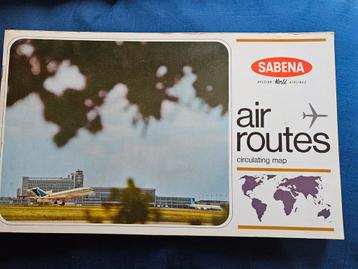 SABENA
BELGIAN World AIRLINES
air
routes
circulating map